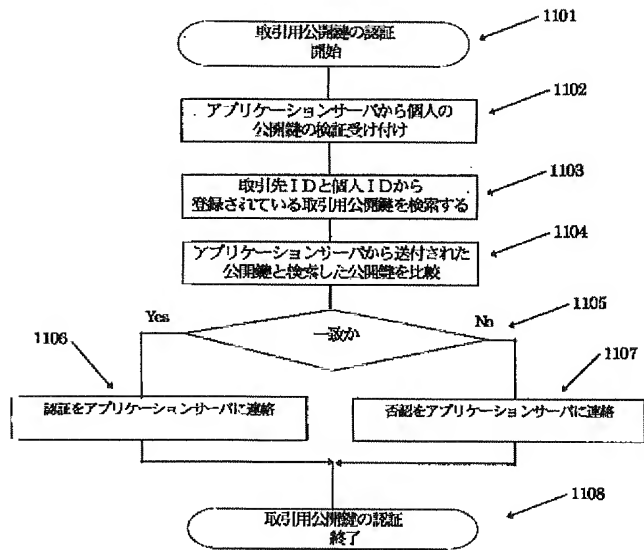 取引用公開鍵の認証
開始
1101
アプリケーションサーバから個人の
公開鍵の検証受け付け
1102
取引先IDと個人IDから
登録されている取引用公開鍵を検索する
1103
アプリケーションサーバから送付された
公開鍵と検索した公開鍵を比較
1104
一致か
1105
Yes
No
1106
認証をアプリケーションサーバに連絡
1107
否認をアプリケーションサーバに連絡
取引用公開鍵の認証
終了
1108